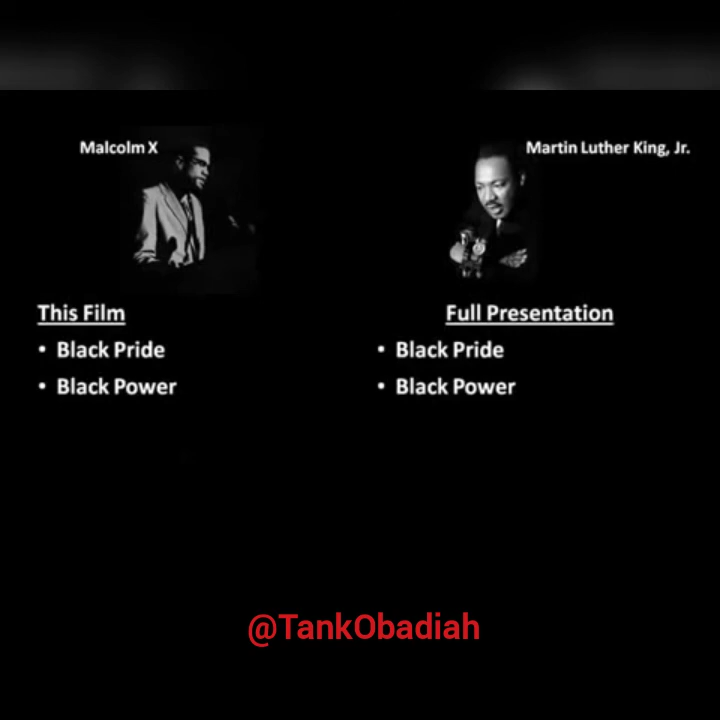 Malcolm X
Martin Luther King, Jr.
This Film
• Black Pride
• Black Power
Full Presentation
• Black Pride
• Black Power
@TankObadiah